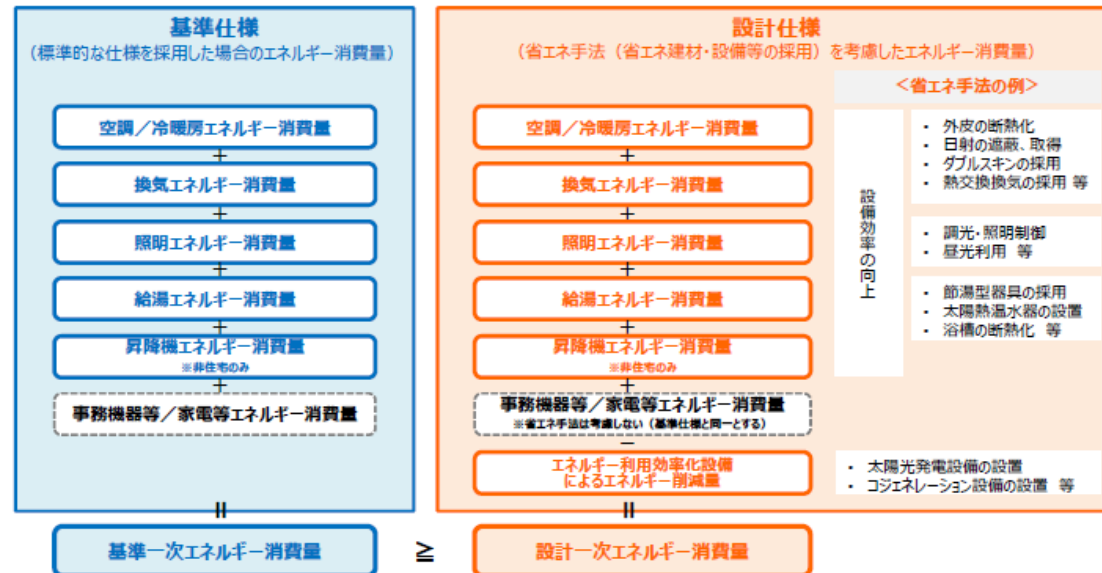 基準仕様
（標準的な仕様を採用した場合のエネルギー消費量）
空調／冷暖房エネルギー消費量
＋
換気エネルギー消費量
＋
照明エネルギー消費量
＋
給湯エネルギー消費量
＋
昇降機エネルギー消費量
※非住宅のみ
＋
事務機器等／家電等エネルギー消費量
＝
基準一次エネルギー消費量
≧
設計仕様
（省エネ手法（省エネ建材・設備等の採用）を考慮したエネルギー消費量）
空調／冷暖房エネルギー消費量
＋
換気エネルギー消費量
＋
照明エネルギー消費量
＋
給湯エネルギー消費量
＋
昇降機エネルギー消費量
※非住宅のみ
＋
事務機器等／家電等エネルギー消費量
※省エネ手法は考慮しない（基準仕様と同一とする）
－
エネルギー利用効率化設備
によるエネルギー削減量
＝
設計一次エネルギー消費量
＜省エネ手法の例＞
設備効率の向上
・ 外皮の断熱化
・ 日射の遮蔽、取得
・ ダブルスキンの採用
・ 熱交換換気の採用 等
・ 調光・照明制御
・ 昼光利用 等
・ 節湯型器具の採用
・ 太陽熱温水器の設置
・ 浴槽の断熱化 等
・ 太陽光発電設備の設置
・ コジェネレーション設備の設置 等